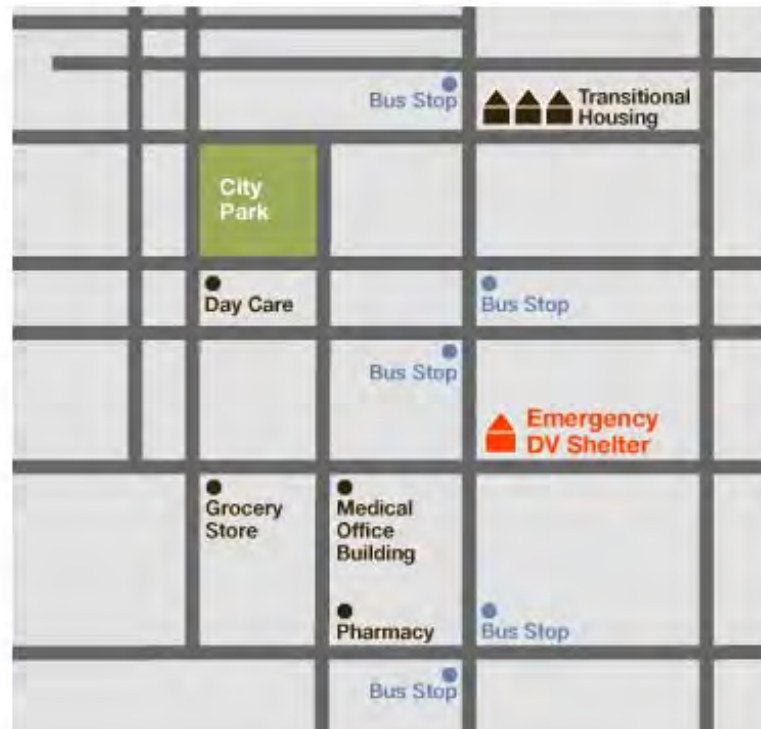 Bus Stop
Transitional
Housing
City
Park
Day Care
Bus Stop
Bus Stop
Emergency
DV Shelter
Grocery
Store
Medical
Office
Building
Pharmacy
Bus Stop
Bus Stop